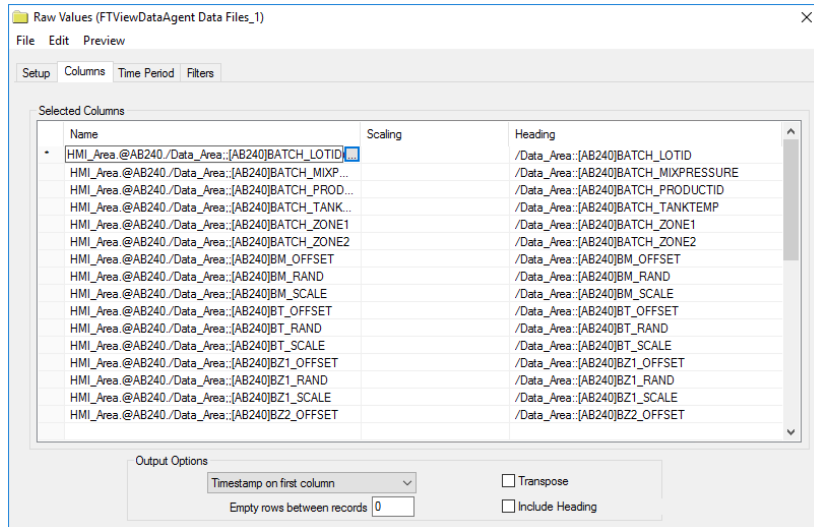 Raw Values (FTViewDataAgent Data Files_1)
File Edit Preview
Setup Columns Time Period Filters
Selected Columns
Name Scaling Heading
* HMI_Area.@AB240./Data_Area;;[AB240]BATCH_LOTID ... /Data_Area::[AB240]BATCH_LOTID
HMI_Area.@AB240./Data_Area;;[AB240]BATCH_MIXP... /Data_Area::[AB240]BATCH_MIXPRESSURE
HMI_Area.@AB240./Data_Area;;[AB240]BATCH_PROD... /Data_Area::[AB240]BATCH_PRODUCTID
HMI_Area.@AB240./Data_Area;;[AB240]BATCH_TANK... /Data_Area::[AB240]BATCH_TANKTEMP
HMI_Area.@AB240./Data_Area;;[AB240]BATCH_ZONE1 /Data_Area::[AB240]BATCH_ZONE1
HMI_Area.@AB240./Data_Area;;[AB240]BATCH_ZONE2 /Data_Area::[AB240]BATCH_ZONE2
HMI_Area.@AB240./Data_Area;;[AB240]BM_OFFSET /Data_Area::[AB240]BM_OFFSET
HMI_Area.@AB240./Data_Area;;[AB240]BM_RAND /Data_Area::[AB240]BM_RAND
HMI_Area.@AB240./Data_Area;;[AB240]BM_SCALE /Data_Area::[AB240]BM_SCALE
HMI_Area.@AB240./Data_Area;;[AB240]BT_OFFSET /Data_Area::[AB240]BT_OFFSET
HMI_Area.@AB240./Data_Area;;[AB240]BT_RAND /Data_Area::[AB240]BT_RAND
HMI_Area.@AB240./Data_Area;;[AB240]BT_SCALE /Data_Area::[AB240]BT_SCALE
HMI_Area.@AB240./Data_Area;;[AB240]BZ1_OFFSET /Data_Area::[AB240]BZ1_OFFSET
HMI_Area.@AB240./Data_Area;;[AB240]BZ1_RAND /Data_Area::[AB240]BZ1_RAND
HMI_Area.@AB240./Data_Area;;[AB240]BZ1_SCALE /Data_Area::[AB240]BZ1_SCALE
HMI_Area.@AB240./Data_Area;;[AB240]BZ2_OFFSET /Data_Area::[AB240]BZ2_OFFSET
Output Options
Timestamp on first column Transpose
Empty rows between records 0 Include Heading